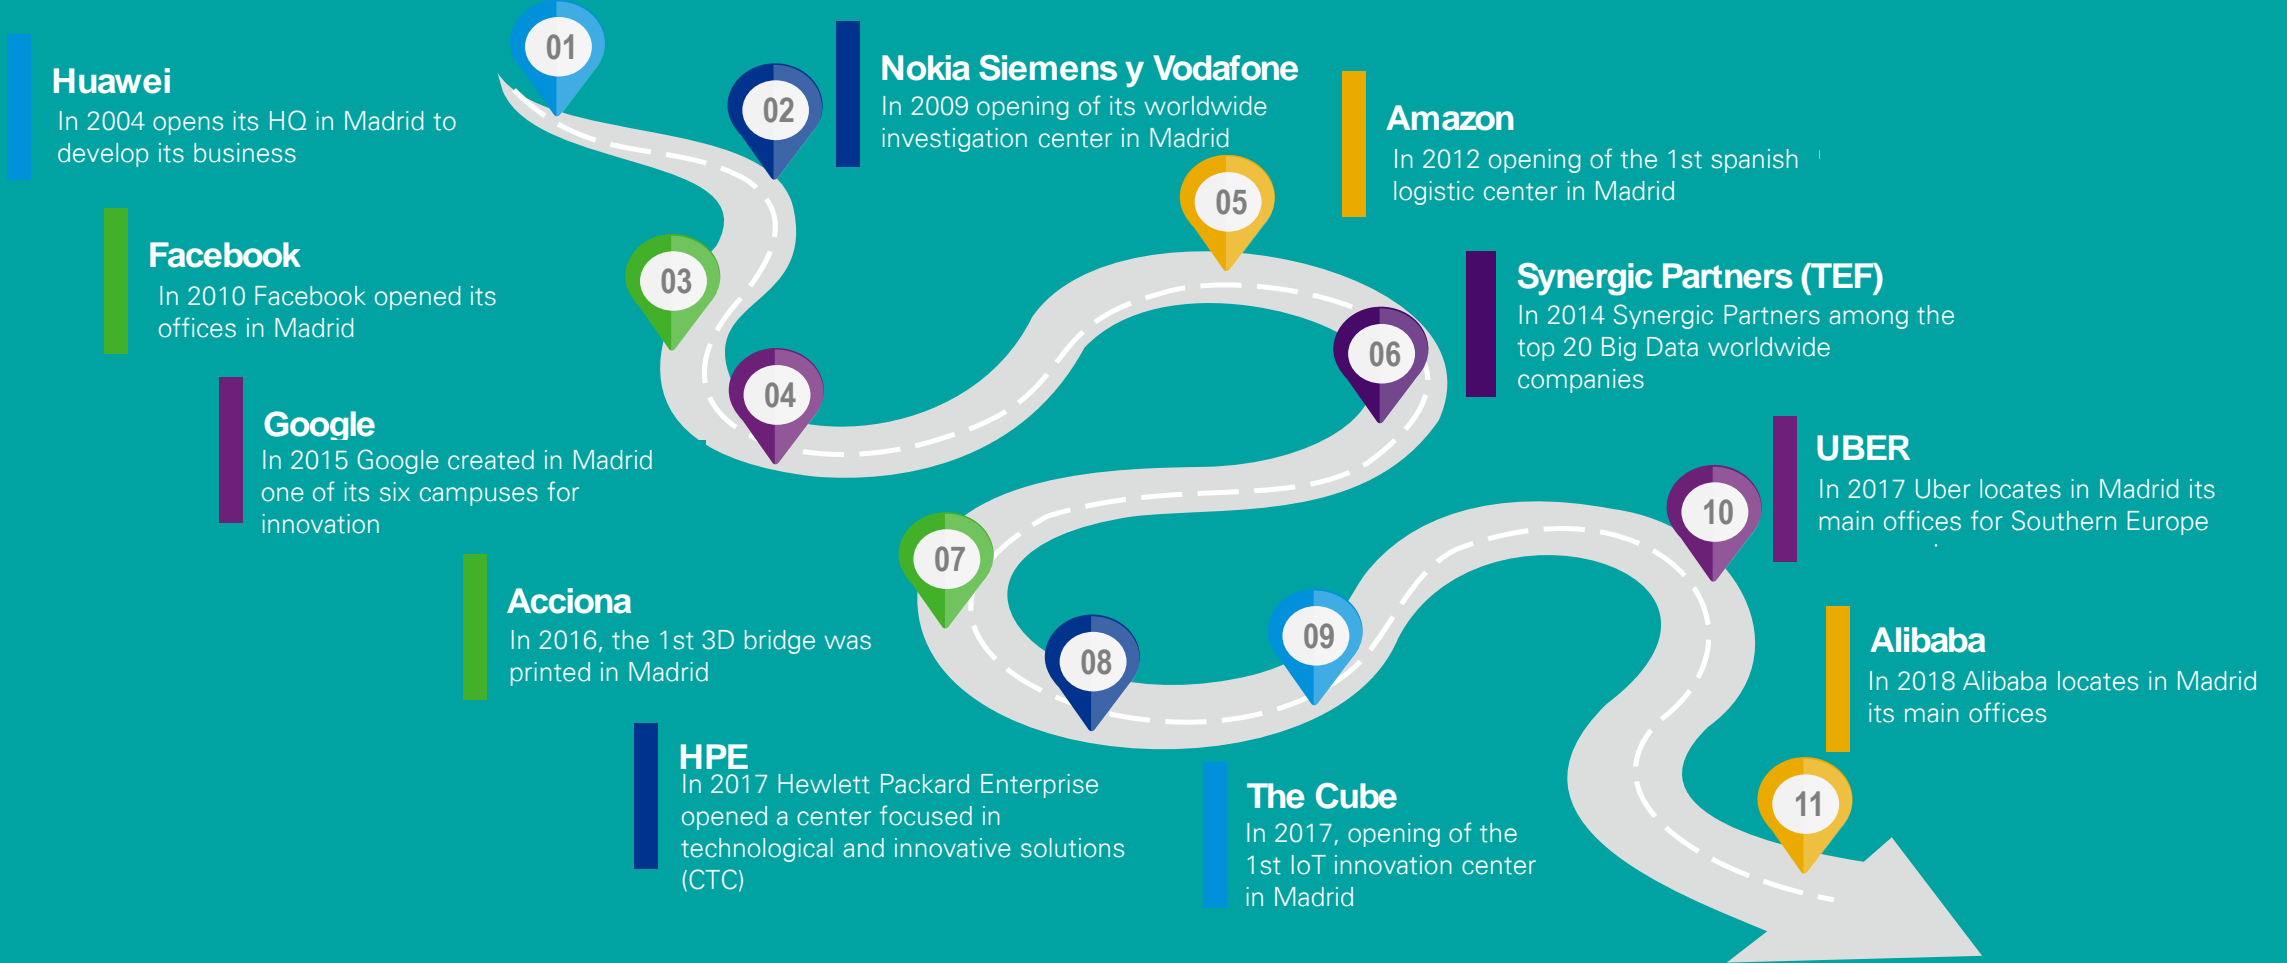 01
Huawei
In 2004 opens its HQ in Madrid to
develop its business
02
Nokia Siemens y Vodafone
In 2009 opening of its worldwide
investigation center in Madrid
03
Facebook
In 2010 Facebook opened its
offices in Madrid
04
Google
In 2015 Google created in Madrid
one of its six campuses for
innovation
05
Amazon
In 2012 opening of the 1st spanish
logistic center in Madrid
06
Synergic Partners (TEF)
In 2014 Synergic Partners among the
top 20 Big Data worldwide
companies
07
Acciona
In 2016, the 1st 3D bridge was
printed in Madrid
08
HPE
In 2017 Hewlett Packard Enterprise
opened a center focused in
technological and innovative solutions
(CTC)
09
The Cube
In 2017, opening of the
1st IoT innovation center
in Madrid
10
UBER
In 2017 Uber locates in Madrid its
main offices for Southern Europe
11
Alibaba
In 2018 Alibaba locates in Madrid
its main offices